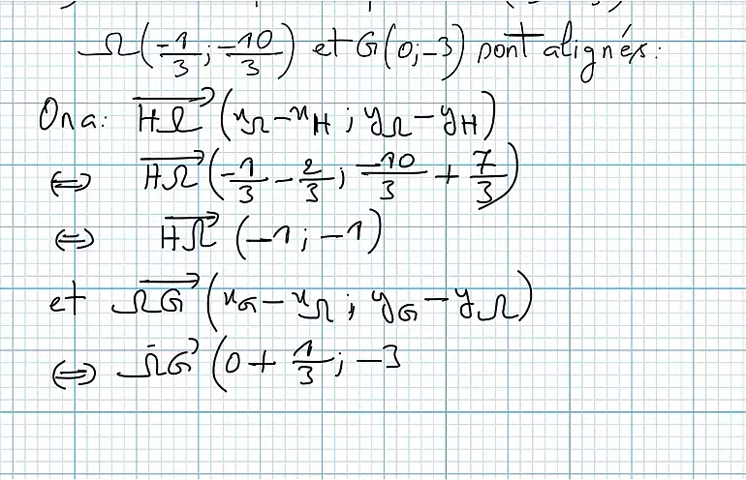 Ω(-1/3 ; -10/3) et G(0;-3) sont alignés:
On a: HΩ (xΩ - xH ; yΩ - yH)
⇔ HΩ (-1/3 - 2/3 ; -10/3 + 7/3)
⇔ HΩ (-1 ; -1)
et ΩG (xG - xΩ ; yG - yΩ)
⇔ ΩG (0 + 1/3 ; -3